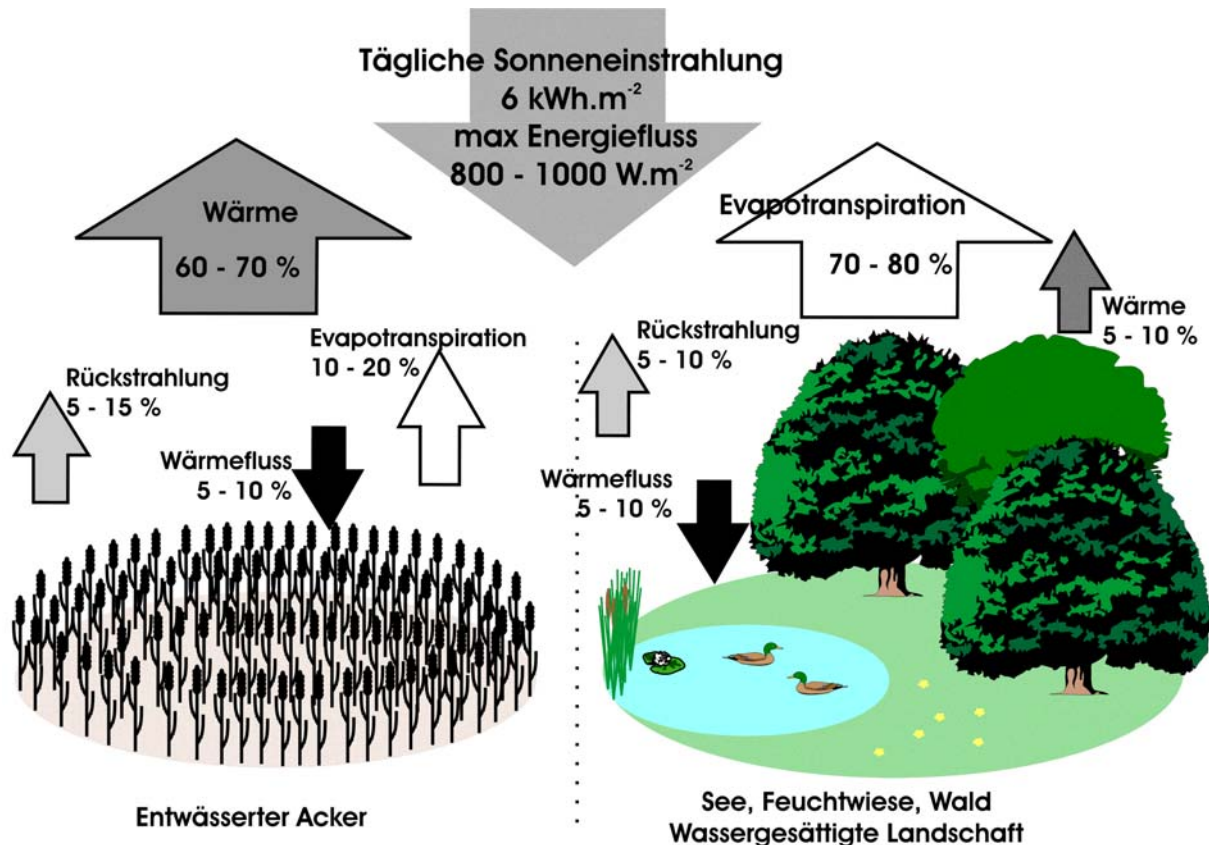 Tägliche Sonneneinstrahlung
6 kWh.m⁻²
max Energiefluss
800 - 1000 W.m⁻²
Wärme
60 - 70 %
Rückstrahlung
5 - 15 %
Wärmefluss
5 - 10 %
Evapotranspiration
10 - 20 %
Entwässerter Acker
Evapotranspiration
70 - 80 %
Wärme
5 - 10 %
Rückstrahlung
5 - 10 %
Wärmefluss
5 - 10 %
See, Feuchtwiese, Wald
Wassergesättigte Landschaft